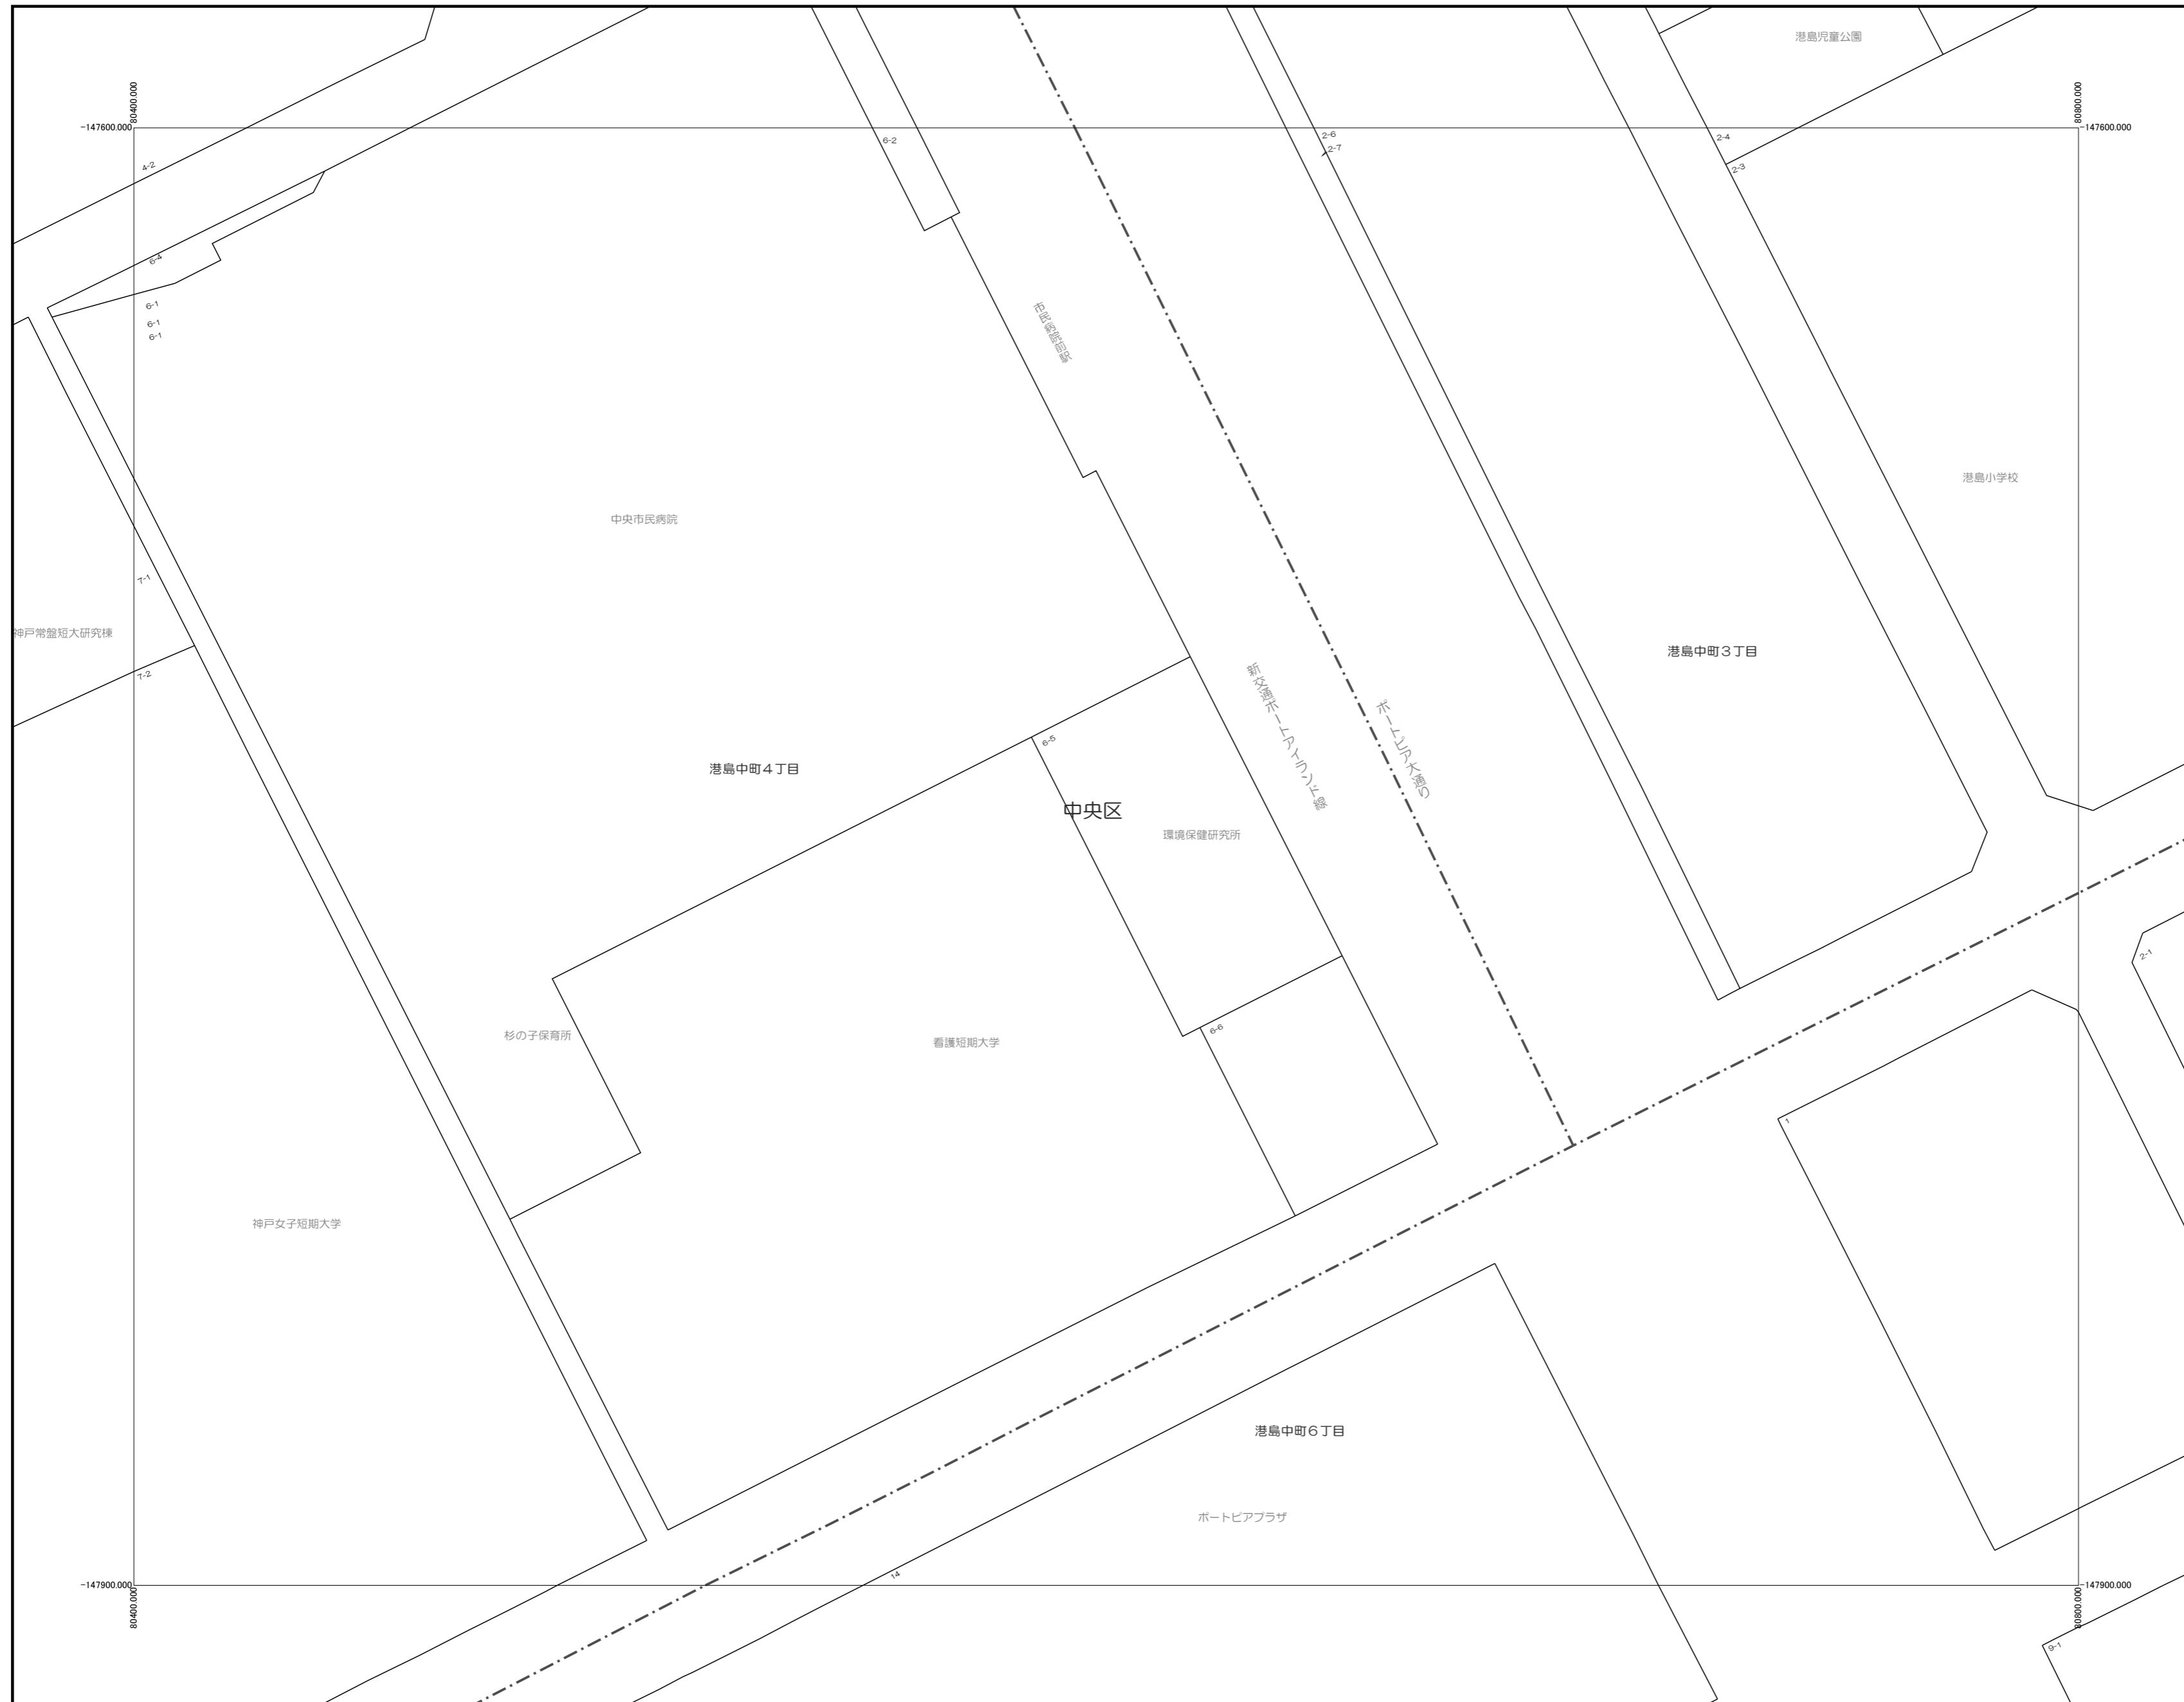 港島児童公園
80400.000
80800.000
-147600.000
-147600.000
6-2
2-6
2-7
2-4
2-3
4-2
6-4
6-1
6-1
6-1
市民病院前駅
港島小学校
中央市民病院
7-1
神戸常盤短大研究棟
7-2
港島中町3丁目
新交通ポートアイランド線
ポートピア大通り
6-5
港島中町4丁目
中央区
環境保健研究所
2-1
杉の子保育所
看護短期大学
6-6
1
神戸女子短期大学
港島中町6丁目
ポートピアプラザ
14
-147900.000
-147900.000
80400.000
80800.000
9-1